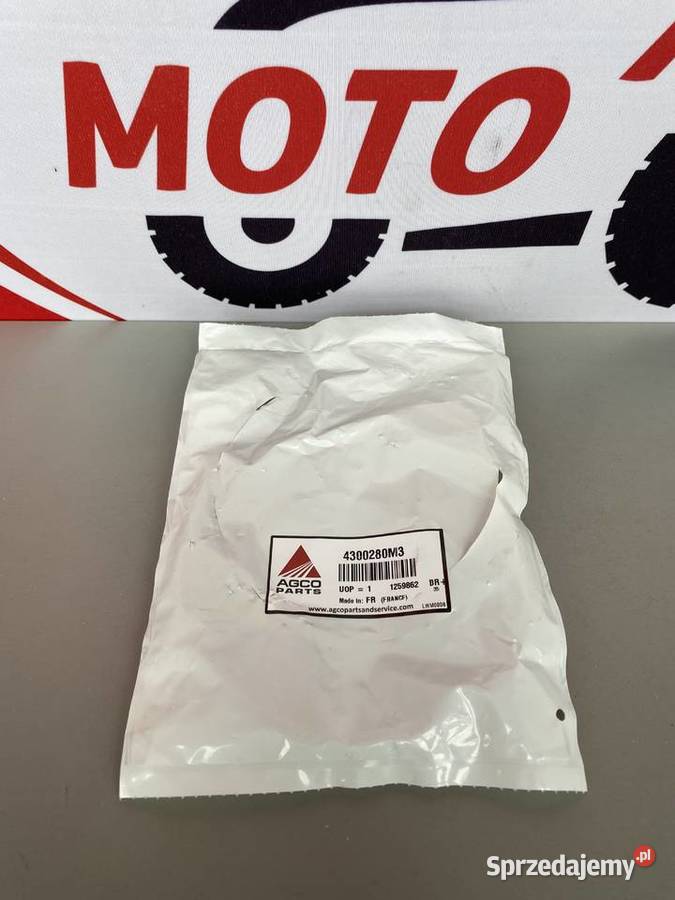 MOTO
4300280M3
AGCO
PARTS
UOP = 1 1259862 BR
Made in: FR (FRANCE)
www.agcopartsandservice.com
Sprzedajemy.pl